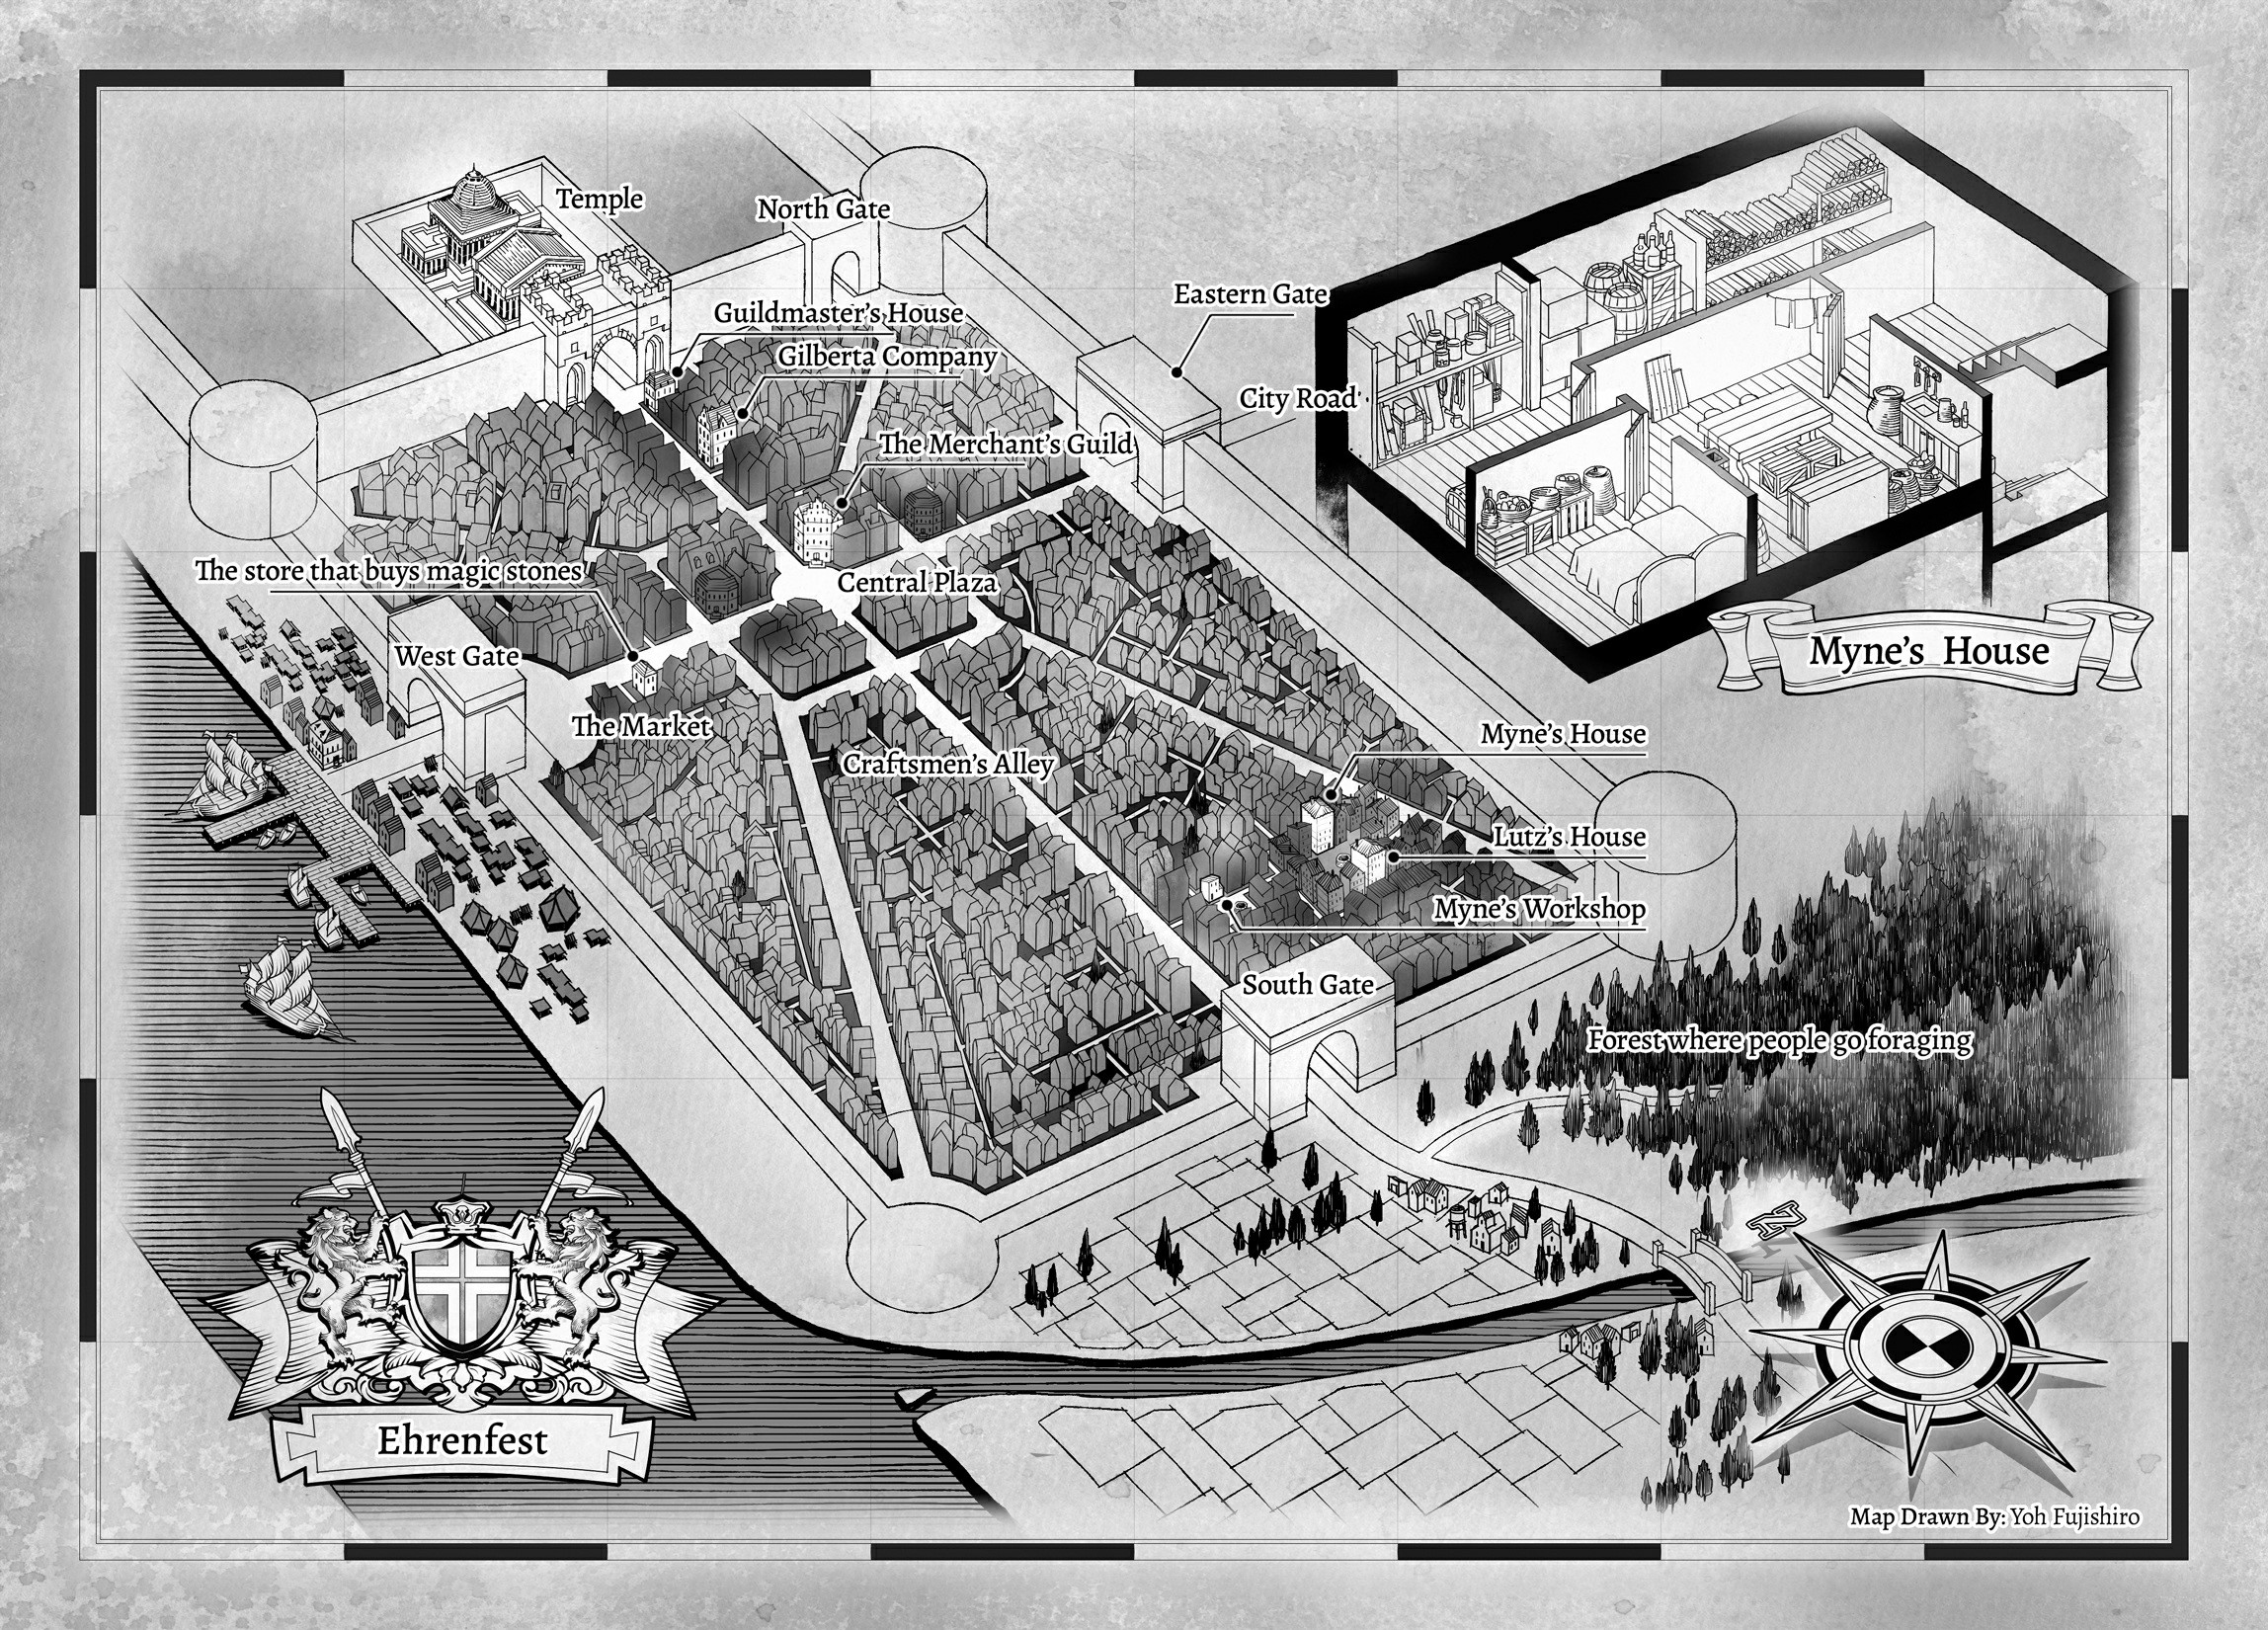 Temple
North Gate
Guildmaster's House
Gilberta Company
Eastern Gate
City Road
The Merchant's Guild
The store that buys magic stones
Central Plaza
West Gate
The Market
Craftsmen's Alley
Myne's House
Myne's House
Lutz's House
Myne's Workshop
South Gate
Forest where people go foraging
N
Ehrenfest
Map Drawn By: Yoh Fujishiro